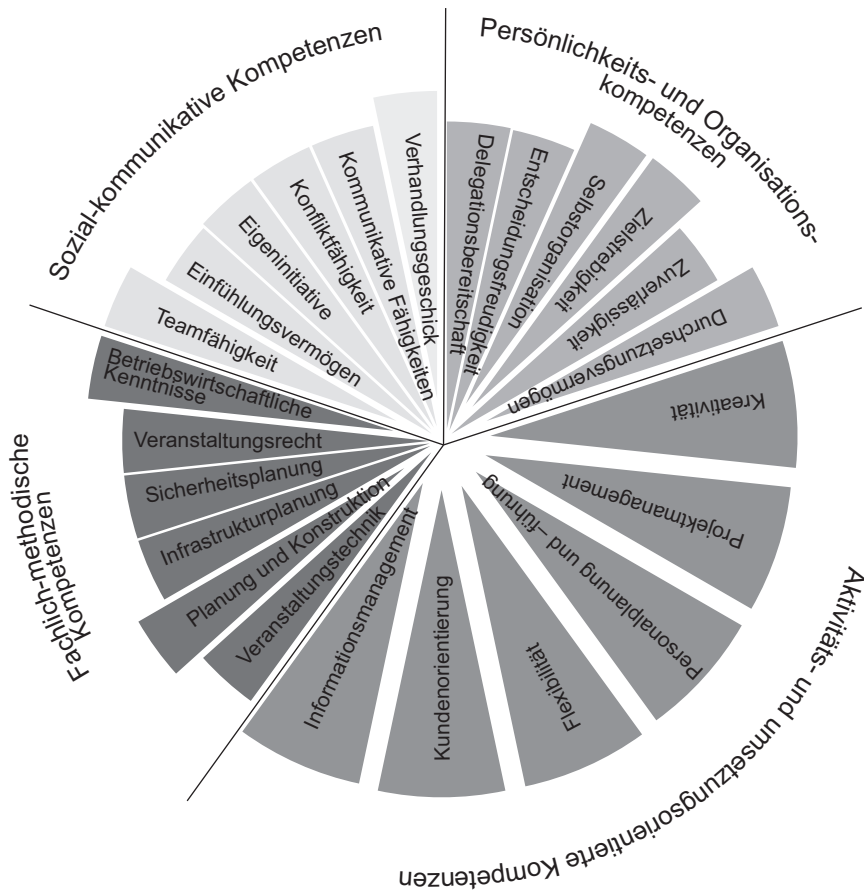 Sozial-kommunikative Kompetenzen
Teamfähigkeit
Einfühlungsvermögen
Eigeninitiative
Konfliktfähigkeit
Kommunikative Fähigkeiten
Verhandlungsgeschick
Persönlichkeits- und Organisations-
kompetenzen
Delegationsbereitschaft
Entscheidungsfreudigkeit
Selbstorganisation
Zielstrebigkeit
Zuverlässigkeit
Durchsetzungsvermögen
Aktivitäts- und umsetzungsorientierte Kompetenzen
Kreativität
Projektmanagement
Personalplanung und –führung
Flexibilität
Kundenorientierung
Informationsmanagement
Fachlich-methodische
Kompetenzen
Veranstaltungstechnik
Planung und Konstruktion
Infrastrukturplanung
Sicherheitsplanung
Veranstaltungsrecht
Betriebswirtschaftliche
Kenntnisse